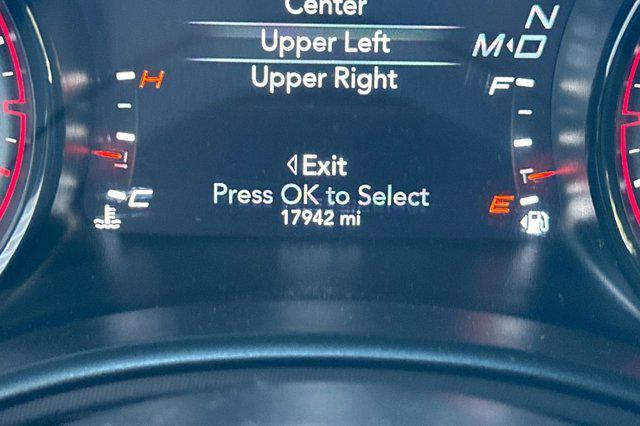 Center
N
Upper Left
M◁D
Upper Right
H
F
◁Exit
Press OK to Select
C
E
17942 mi